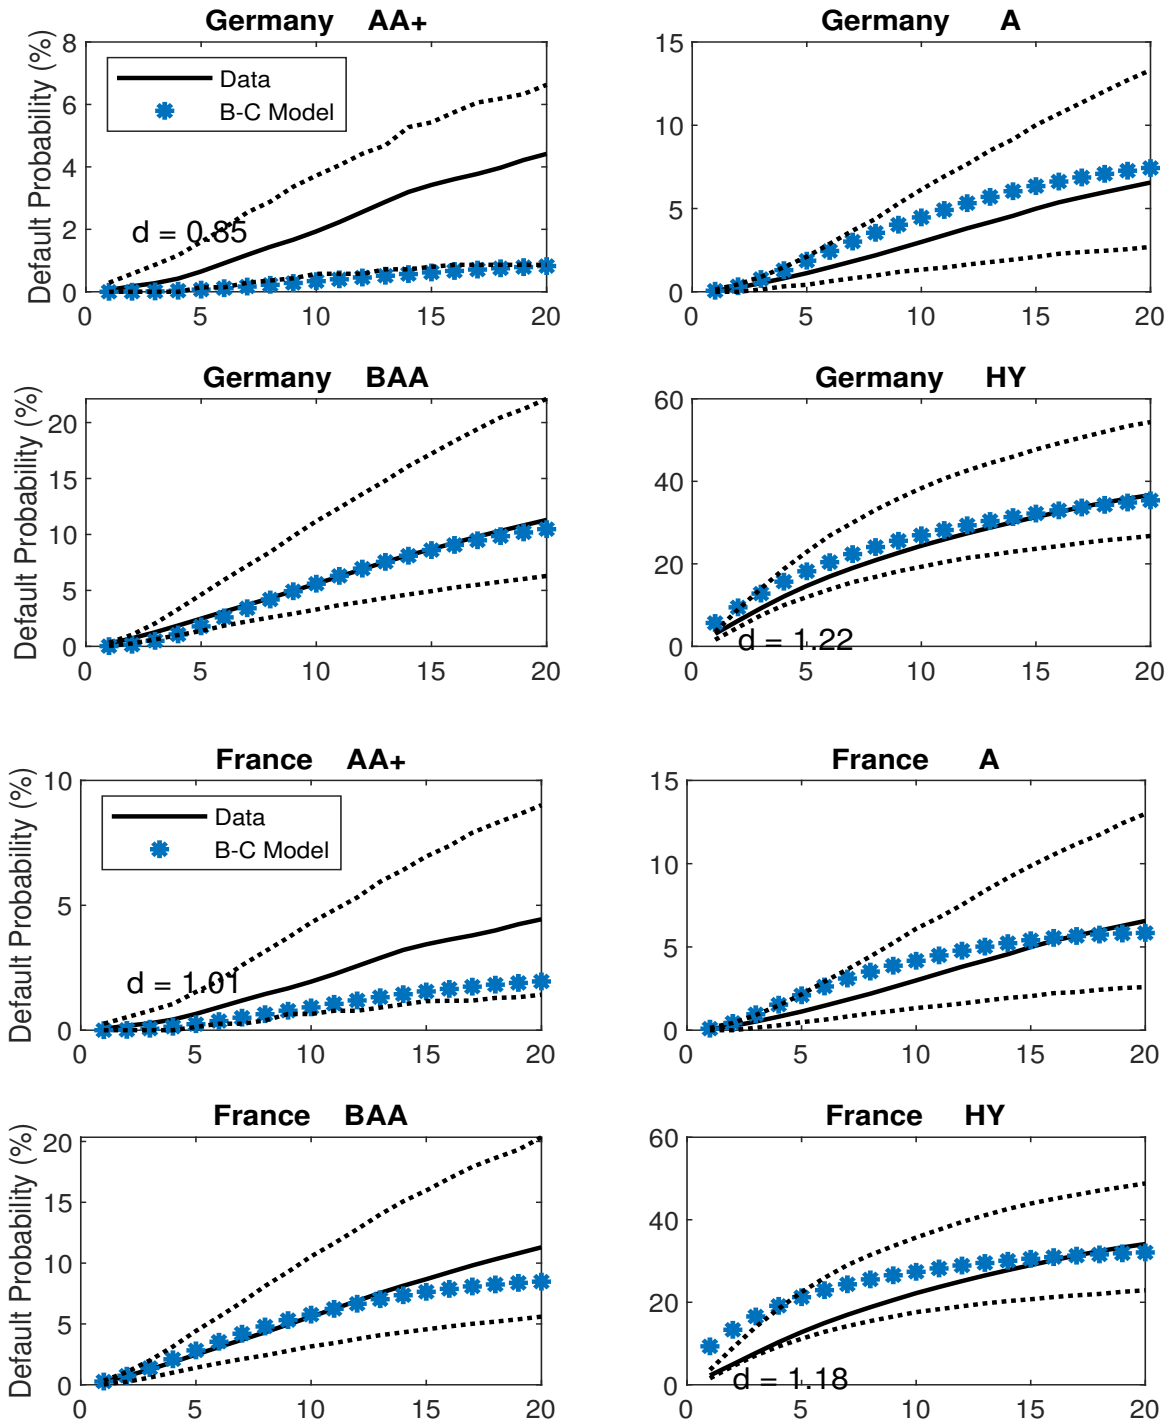 Germany AA+
Default Probability (%)
8
6
4
2
0
Data
B-C Model
d = 0.85
0 5 10 15 20
Germany A
15
10
5
0
0 5 10 15 20
Germany BAA
Default Probability (%)
20
15
10
5
0
0 5 10 15 20
Germany HY
60
40
20
0
d = 1.22
0 5 10 15 20
France AA+
Default Probability (%)
10
5
0
Data
B-C Model
d = 1.01
0 5 10 15 20
France A
15
10
5
0
0 5 10 15 20
France BAA
Default Probability (%)
20
15
10
5
0
0 5 10 15 20
France HY
60
40
20
0
d = 1.18
0 5 10 15 20